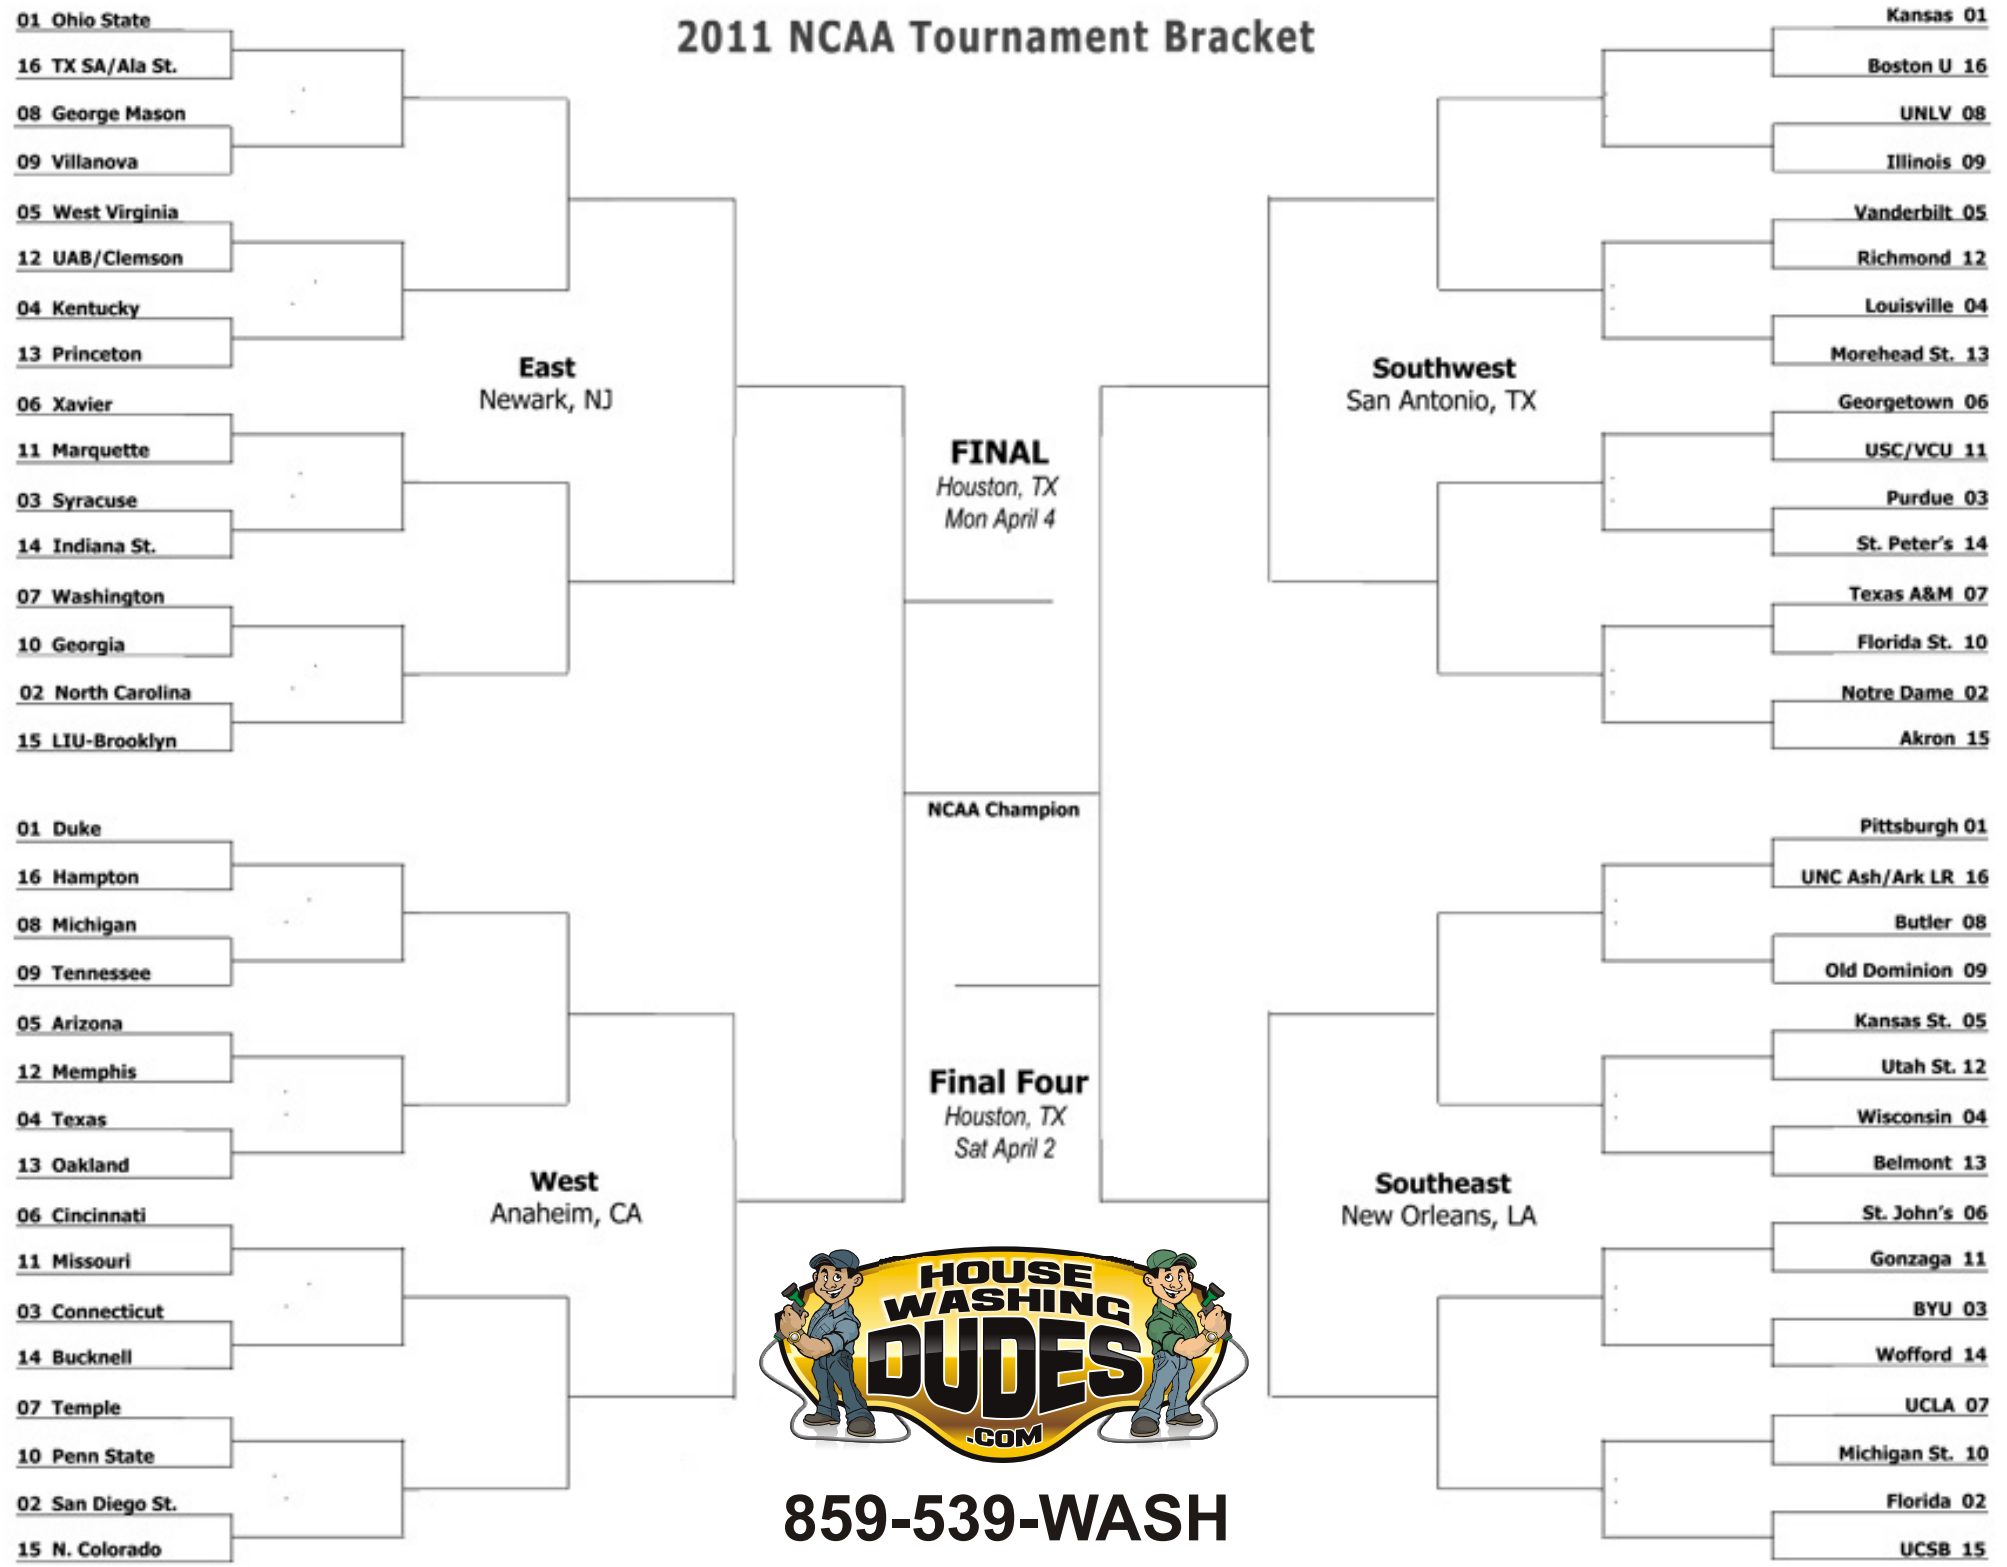 2011 NCAA Tournament Bracket
01 Ohio State
16 TX SA/Ala St.
08 George Mason
09 Villanova
05 West Virginia
12 UAB/Clemson
04 Kentucky
13 Princeton
06 Xavier
11 Marquette
03 Syracuse
14 Indiana St.
07 Washington
10 Georgia
02 North Carolina
15 LIU-Brooklyn
East
Newark, NJ
01 Duke
16 Hampton
08 Michigan
09 Tennessee
05 Arizona
12 Memphis
04 Texas
13 Oakland
06 Cincinnati
11 Missouri
03 Connecticut
14 Bucknell
07 Temple
10 Penn State
02 San Diego St.
15 N. Colorado
West
Anaheim, CA
FINAL
Houston, TX
Mon April 4
NCAA Champion
Final Four
Houston, TX
Sat April 2
Kansas 01
Boston U 16
UNLV 08
Illinois 09
Vanderbilt 05
Richmond 12
Louisville 04
Morehead St. 13
Georgetown 06
USC/VCU 11
Purdue 03
St. Peter's 14
Texas A&M 07
Florida St. 10
Notre Dame 02
Akron 15
Southwest
San Antonio, TX
Pittsburgh 01
UNC Ash/Ark LR 16
Butler 08
Old Dominion 09
Kansas St. 05
Utah St. 12
Wisconsin 04
Belmont 13
St. John's 06
Gonzaga 11
BYU 03
Wofford 14
UCLA 07
Michigan St. 10
Florida 02
UCSB 15
Southeast
New Orleans, LA
HOUSE
WASHING
DUDES
.COM
859-539-WASH